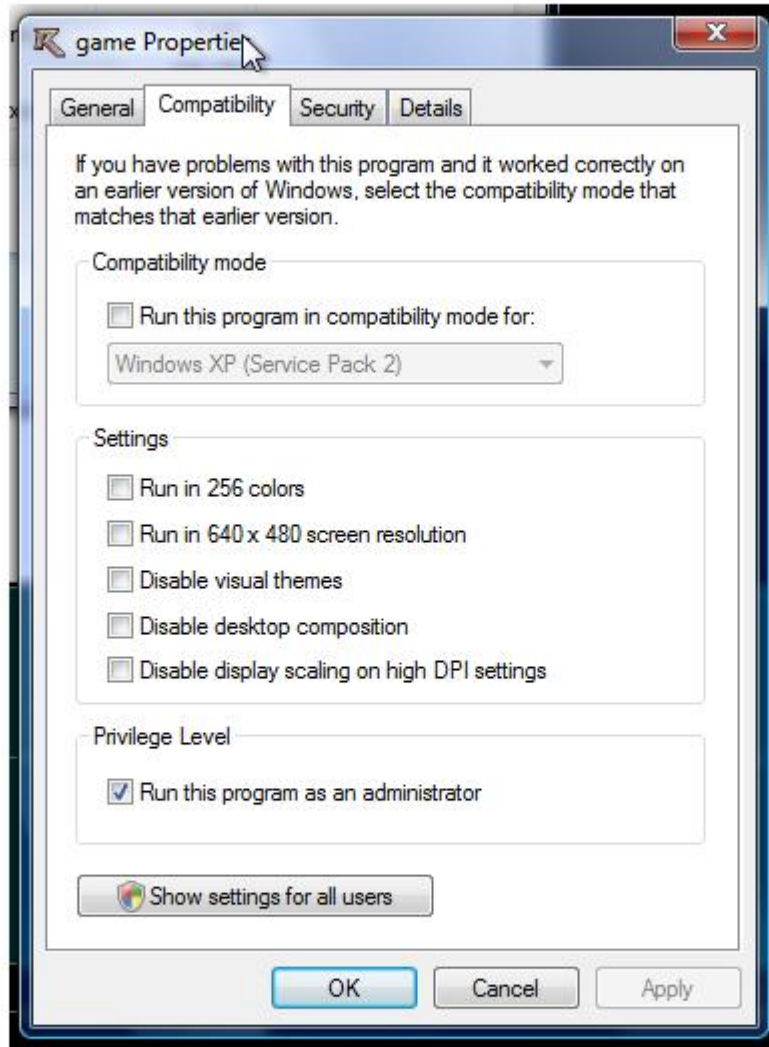 game Propertie
General Compatibility Security Details
If you have problems with this program and it worked correctly on
an earlier version of Windows, select the compatibility mode that
matches that earlier version.
Compatibility mode
Run this program in compatibility mode for:
Windows XP (Service Pack 2)
Settings
Run in 256 colors
Run in 640 x 480 screen resolution
Disable visual themes
Disable desktop composition
Disable display scaling on high DPI settings
Privilege Level
Run this program as an administrator
Show settings for all users
OK Cancel Apply